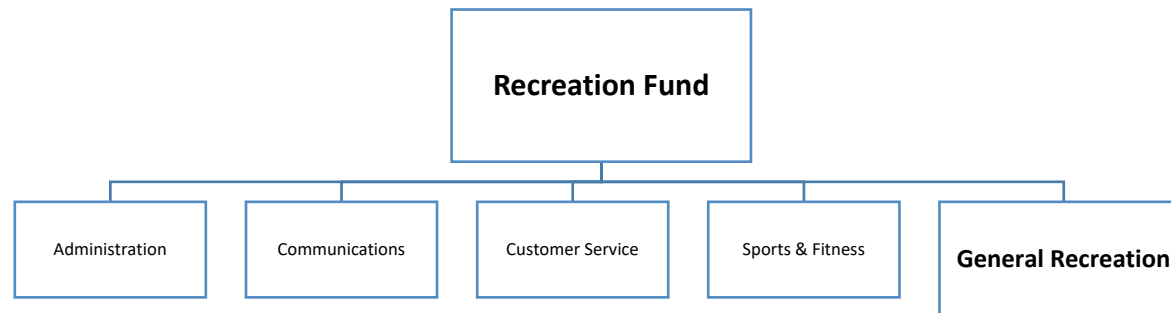 Recreation Fund
Administration
Communications
Customer Service
Sports & Fitness
General Recreation